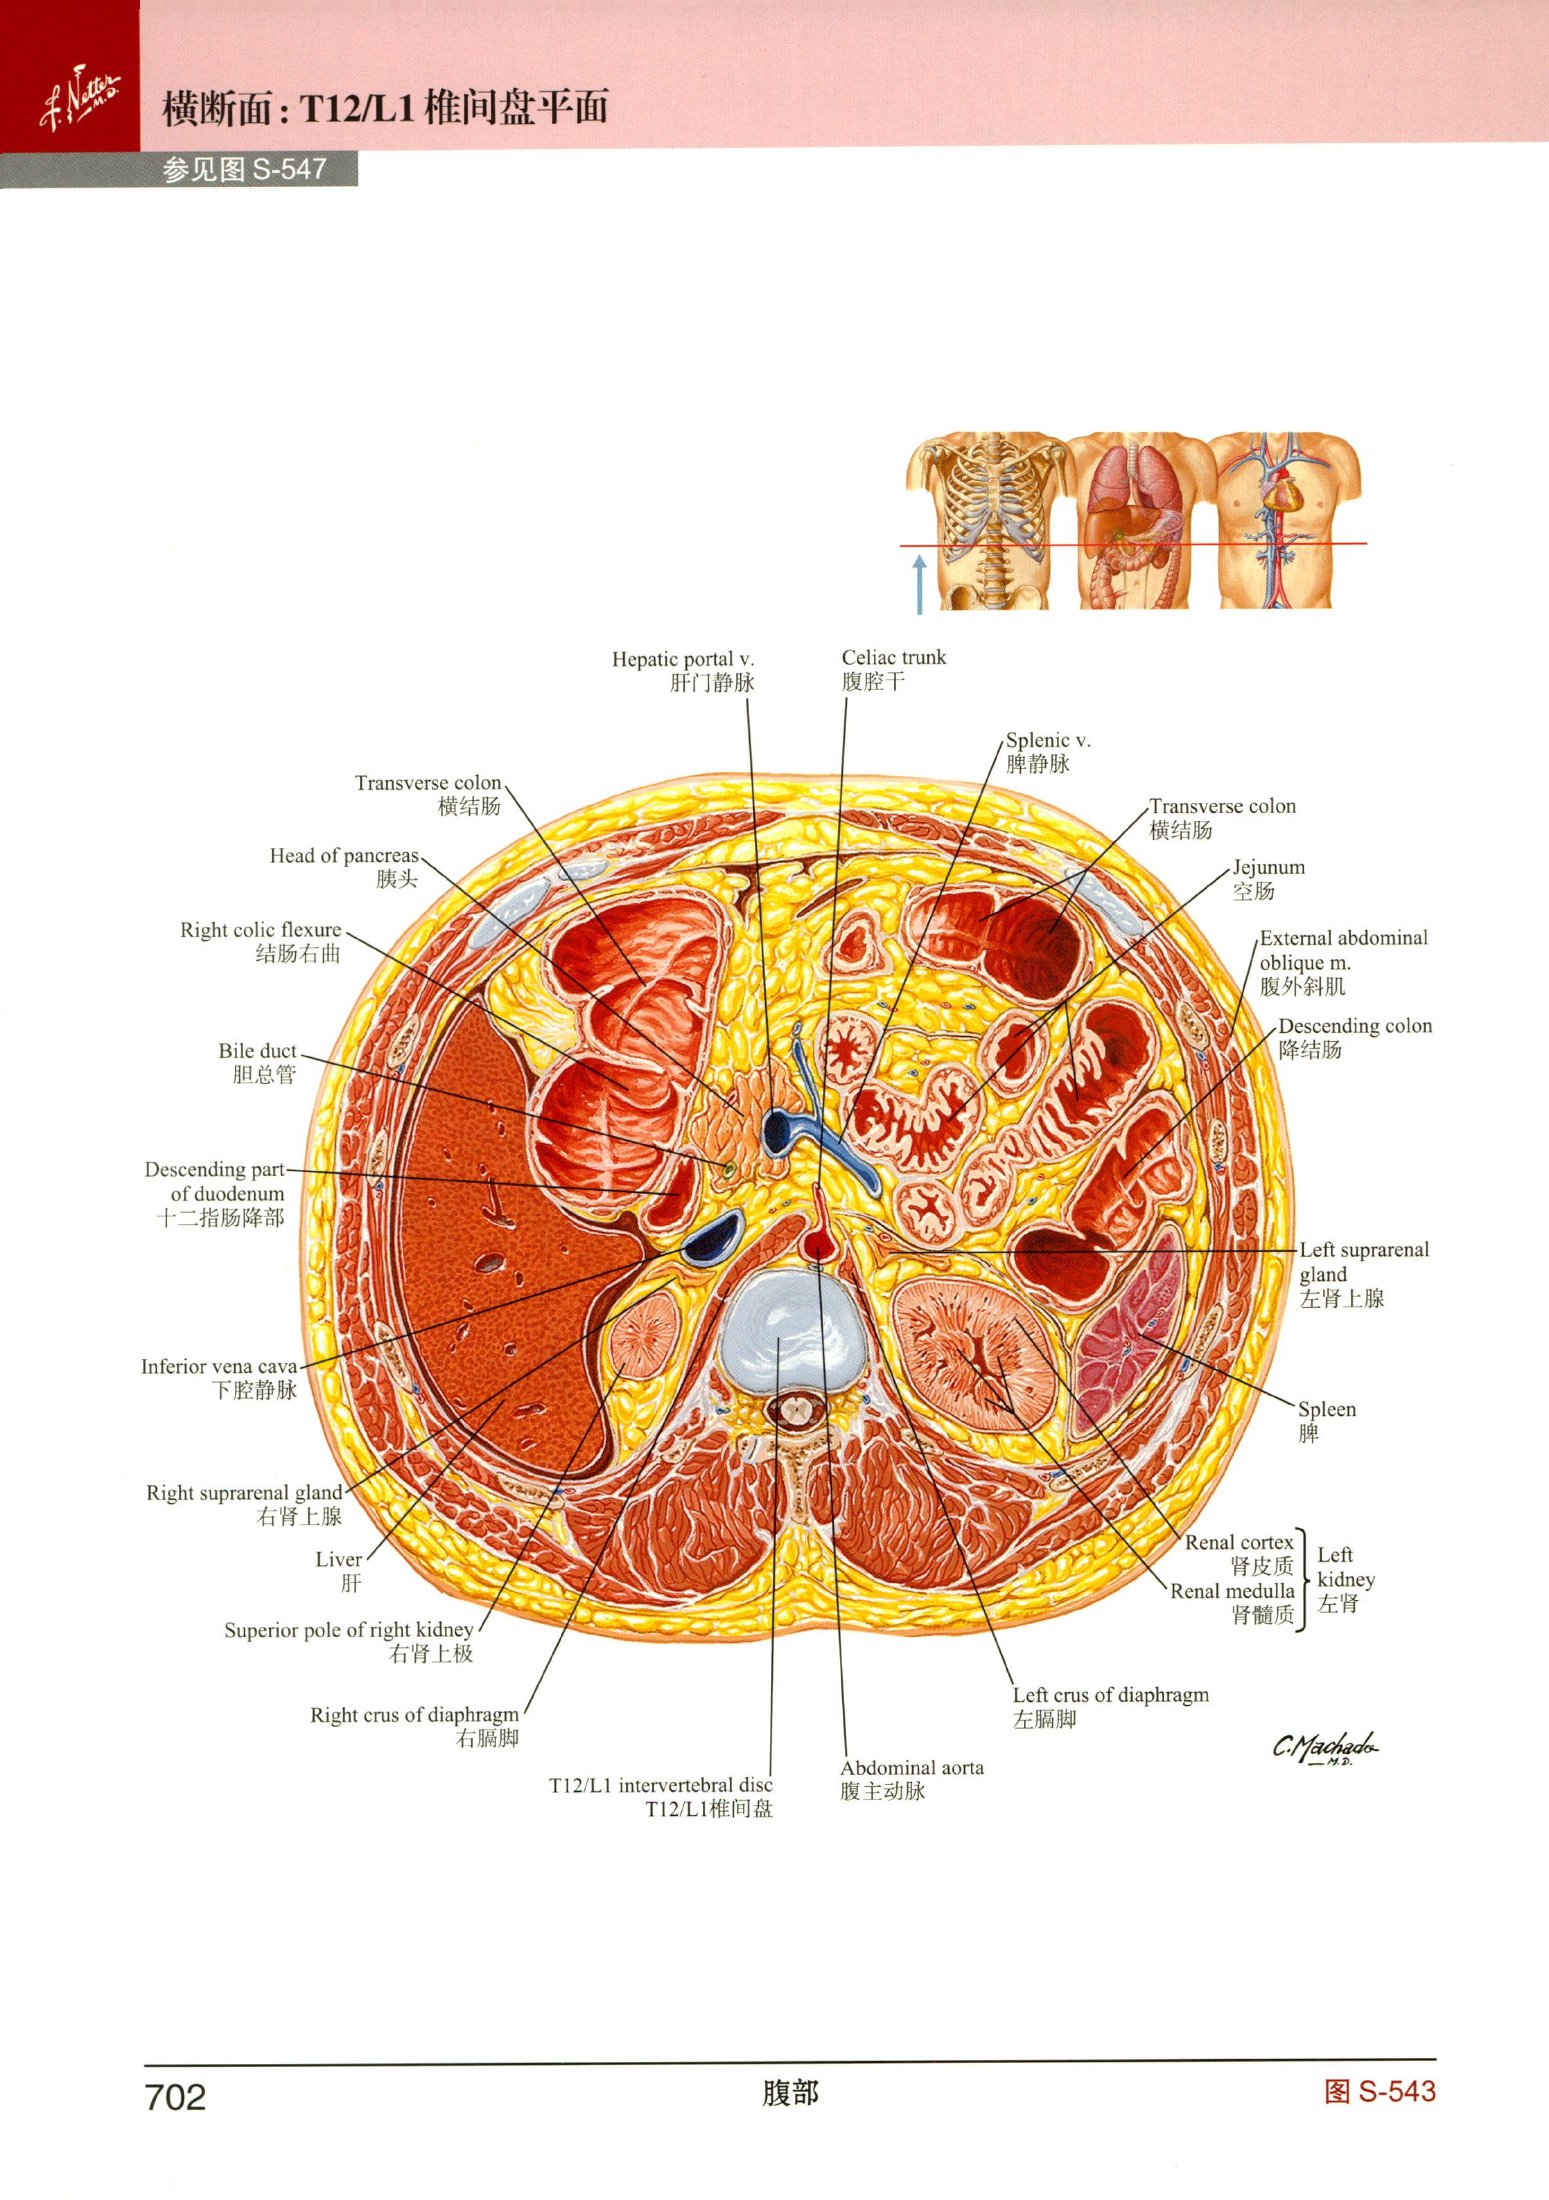 F. Netter
M.D.
横断面：T12/L1 椎间盘平面
参见图 S-547
Hepatic portal v.
肝门静脉
Celiac trunk
腹腔干
Splenic v.
脾静脉
Transverse colon
横结肠
Transverse colon
横结肠
Head of pancreas
胰头
Jejunum
空肠
Right colic flexure
结肠右曲
External abdominal
oblique m.
腹外斜肌
Bile duct
胆总管
Descending colon
降结肠
Descending part
of duodenum
十二指肠降部
Left suprarenal
gland
左肾上腺
Inferior vena cava
下腔静脉
Spleen
脾
Right suprarenal gland
右肾上腺
Liver
肝
Renal cortex
肾皮质
Renal medulla
肾髓质
Left
kidney
左肾
Superior pole of right kidney
右肾上极
Right crus of diaphragm
右膈脚
Left crus of diaphragm
左膈脚
T12/L1 intervertebral disc
T12/L1椎间盘
Abdominal aorta
腹主动脉
C. Machado
M.D.
702
腹部
图 S-543